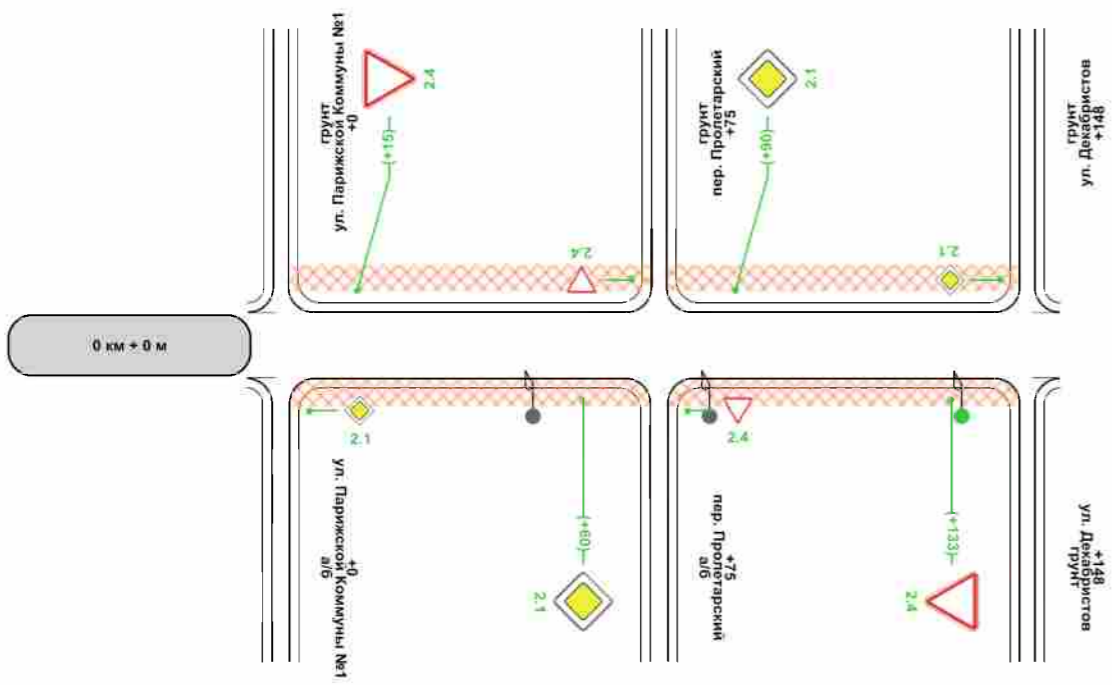 2.4
грунт
ул. Парижской Коммуны №1
+0
(+15)
2.4
2.1
грунт
пер. Пролетарский
+75
(+90)
2.1
грунт
ул. Декабристов
+148
0 км + 0 м
2.1
+0
ул. Парижской Коммуны №1
а/б
(+60)
2.1
2.4
+75
пер. Пролетарский
а/б
(+133)
2.4
+148
ул. Декабристов
грунт